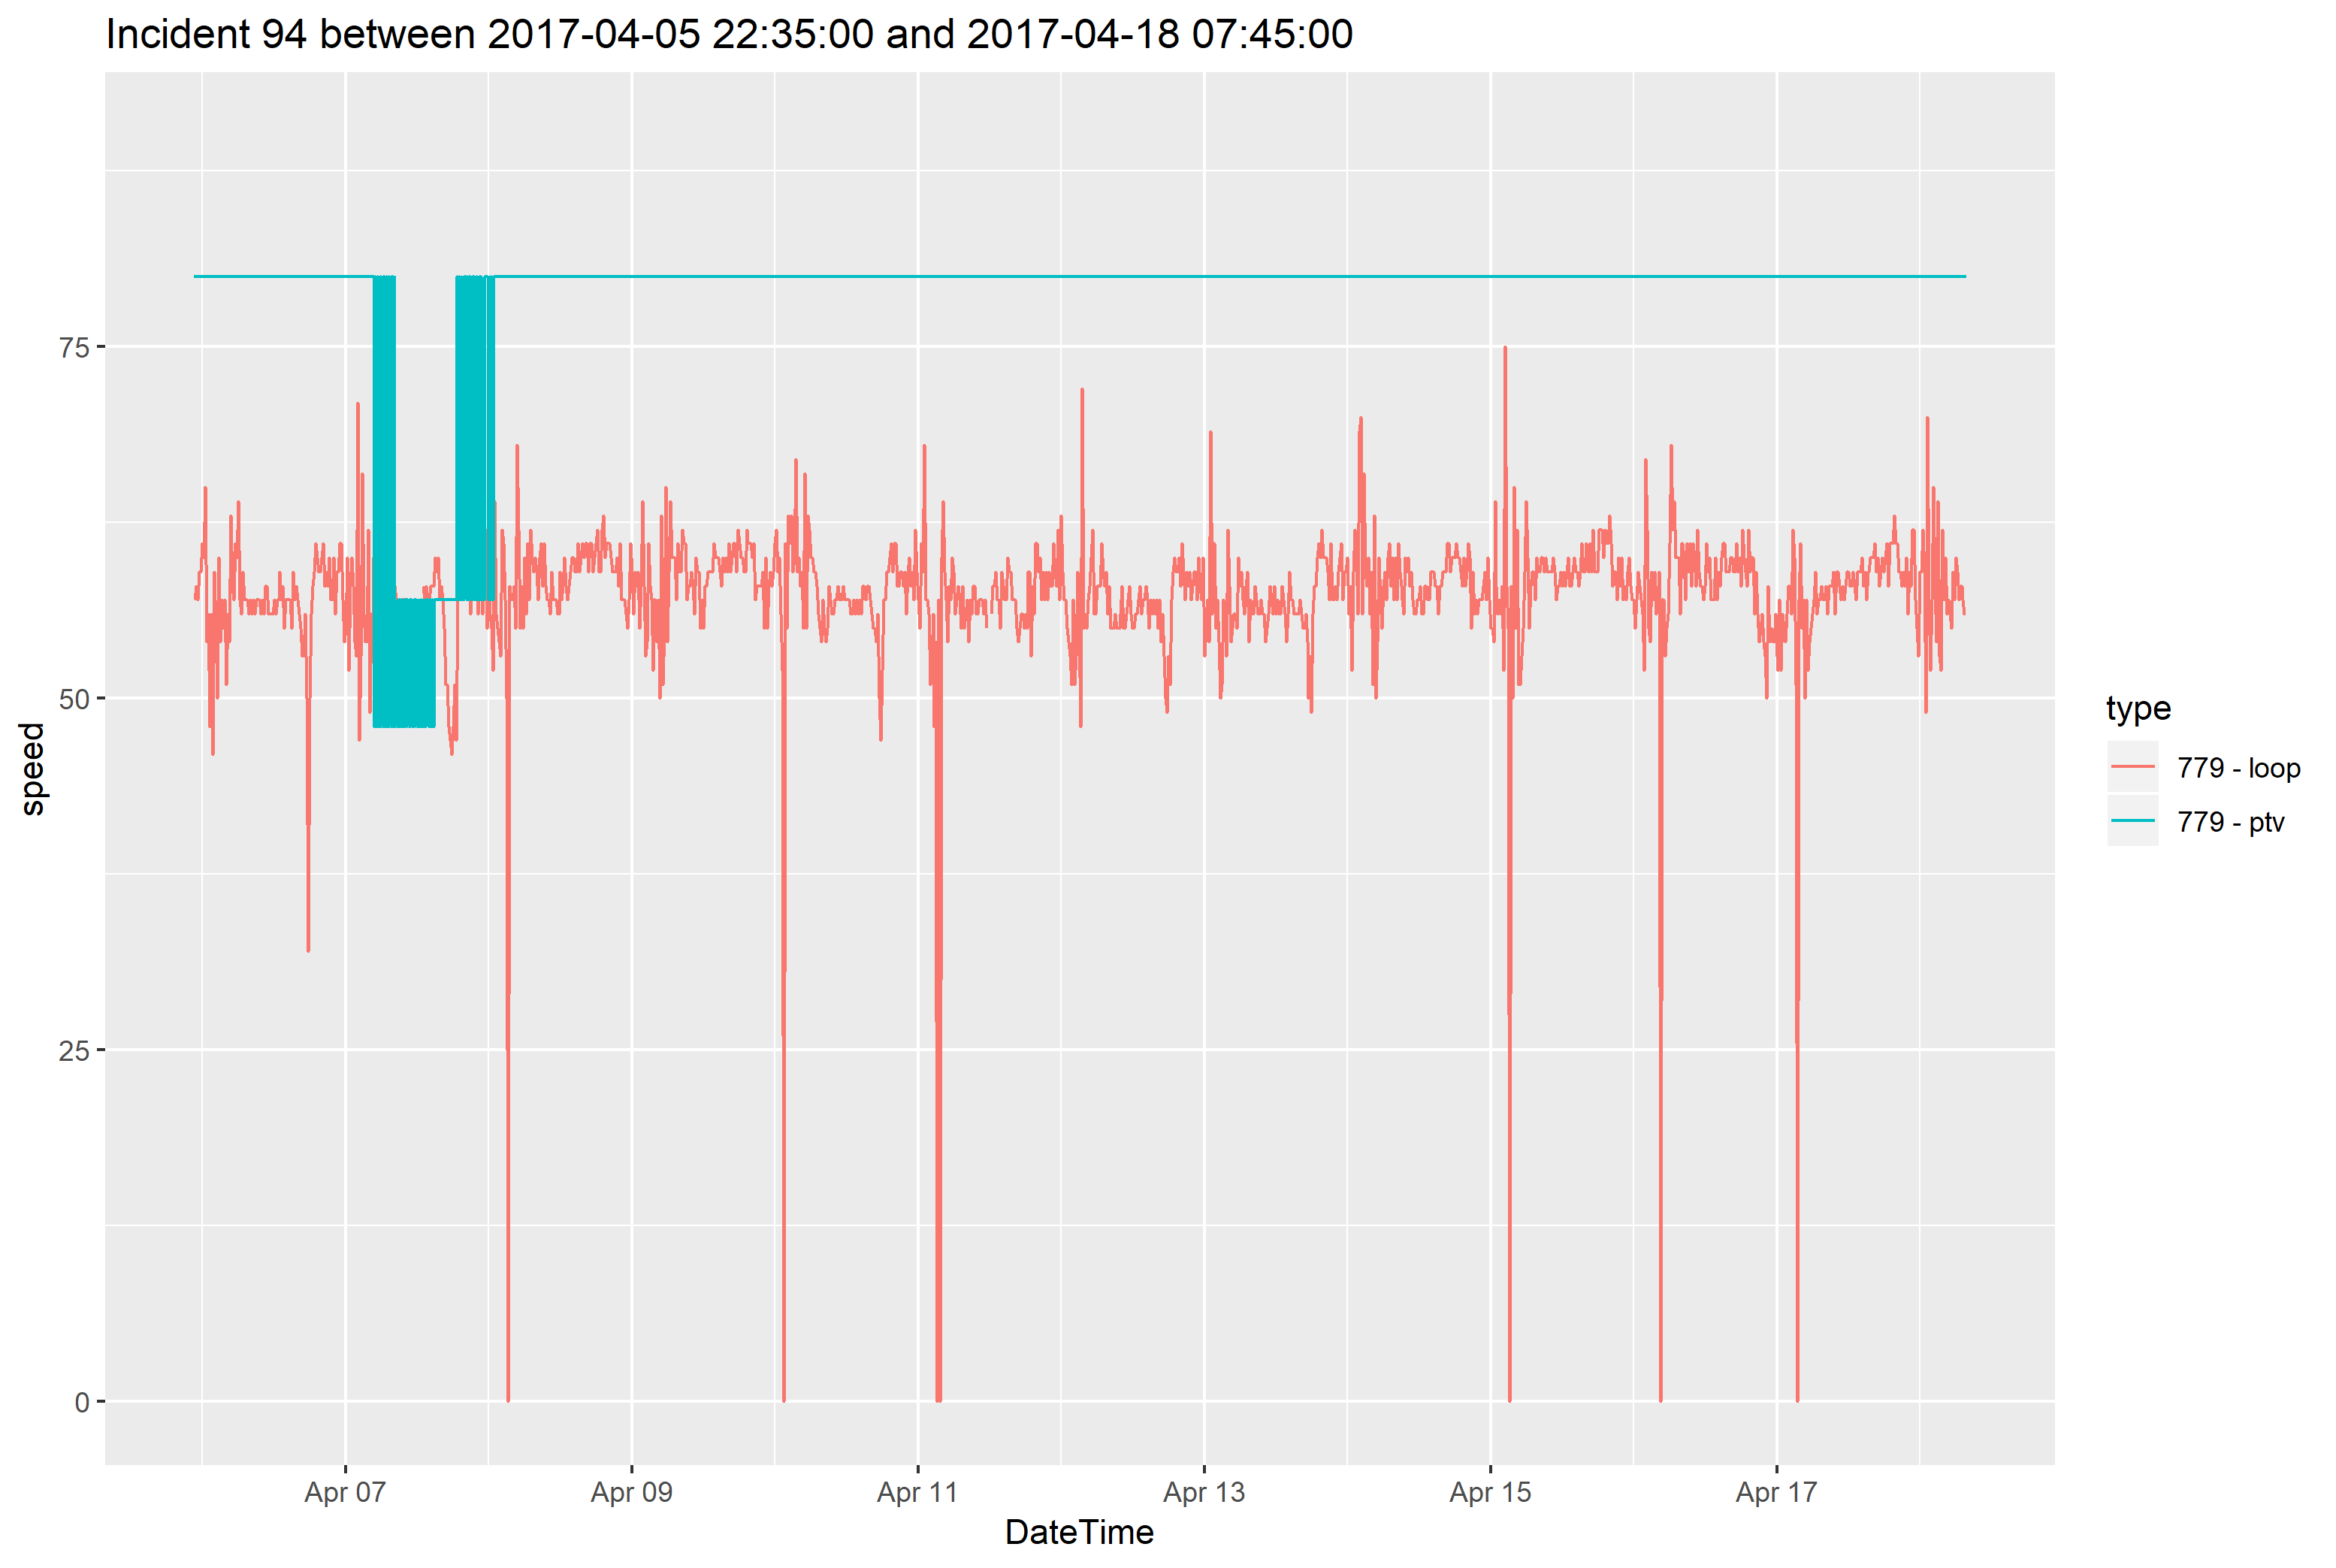 Incident 94 between 2017-04-05 22:35:00 and 2017-04-18 07:45:00
75
50
25
0
speed
Apr 07 Apr 09 Apr 11 Apr 13 Apr 15 Apr 17
DateTime
type
779 - loop
779 - ptv